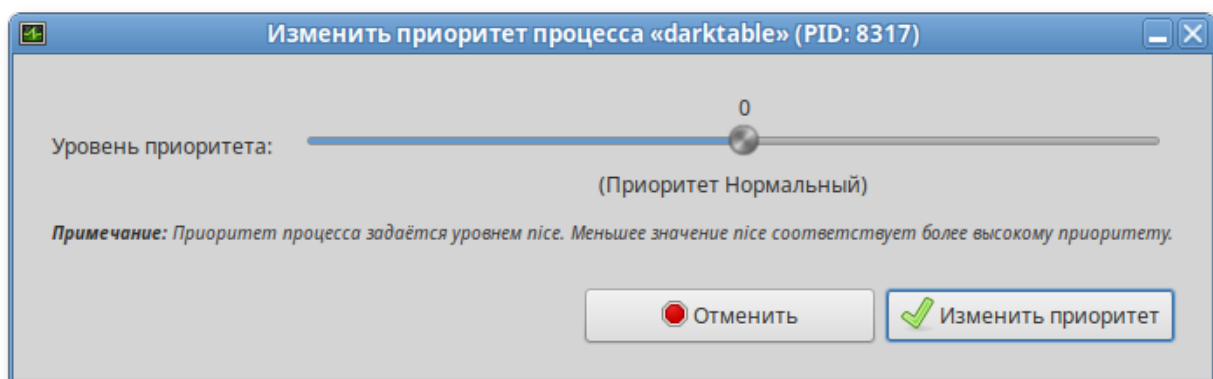 Изменить приоритет процесса «darktable» (PID: 8317)
0
Уровень приоритета:
(Приоритет Нормальный)
Примечание: Приоритет процесса задаётся уровнем nice. Меньшее значение nice соответствует более высокому приоритету.
Отменить
Изменить приоритет